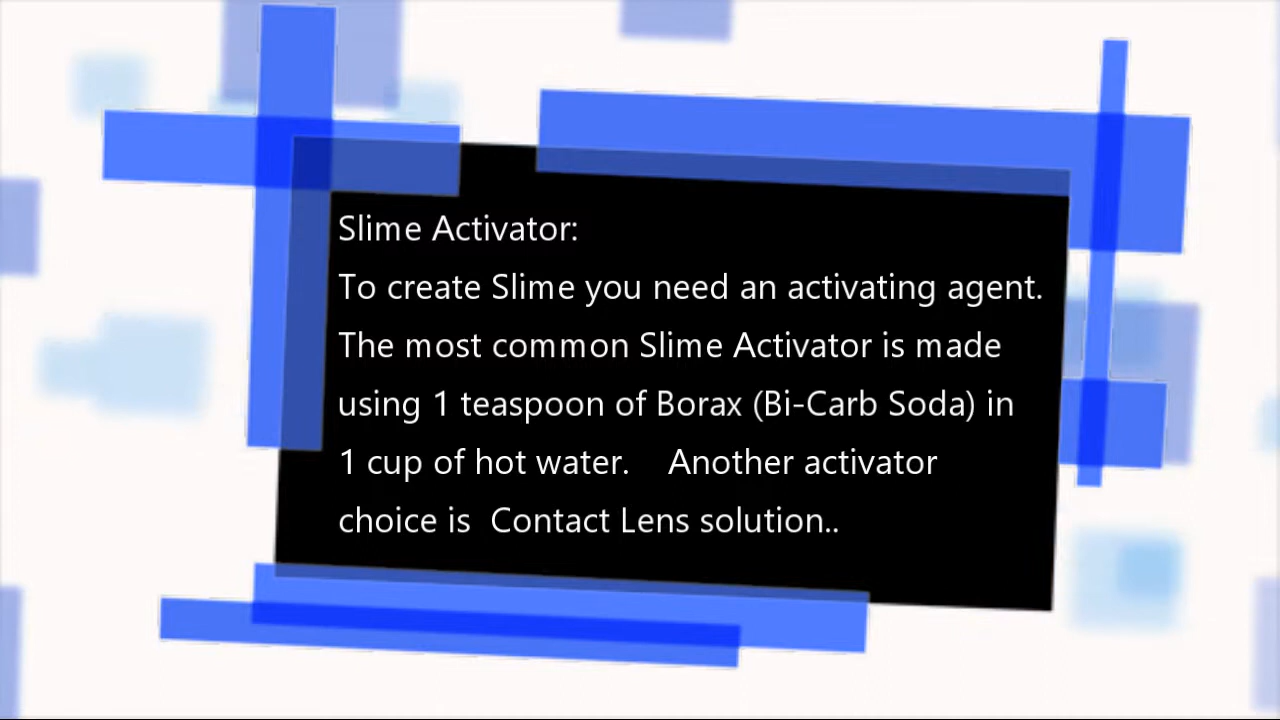 Slime Activator:
To create Slime you need an activating agent.
The most common Slime Activator is made
using 1 teaspoon of Borax (Bi-Carb Soda) in
1 cup of hot water.    Another activator
choice is  Contact Lens solution..